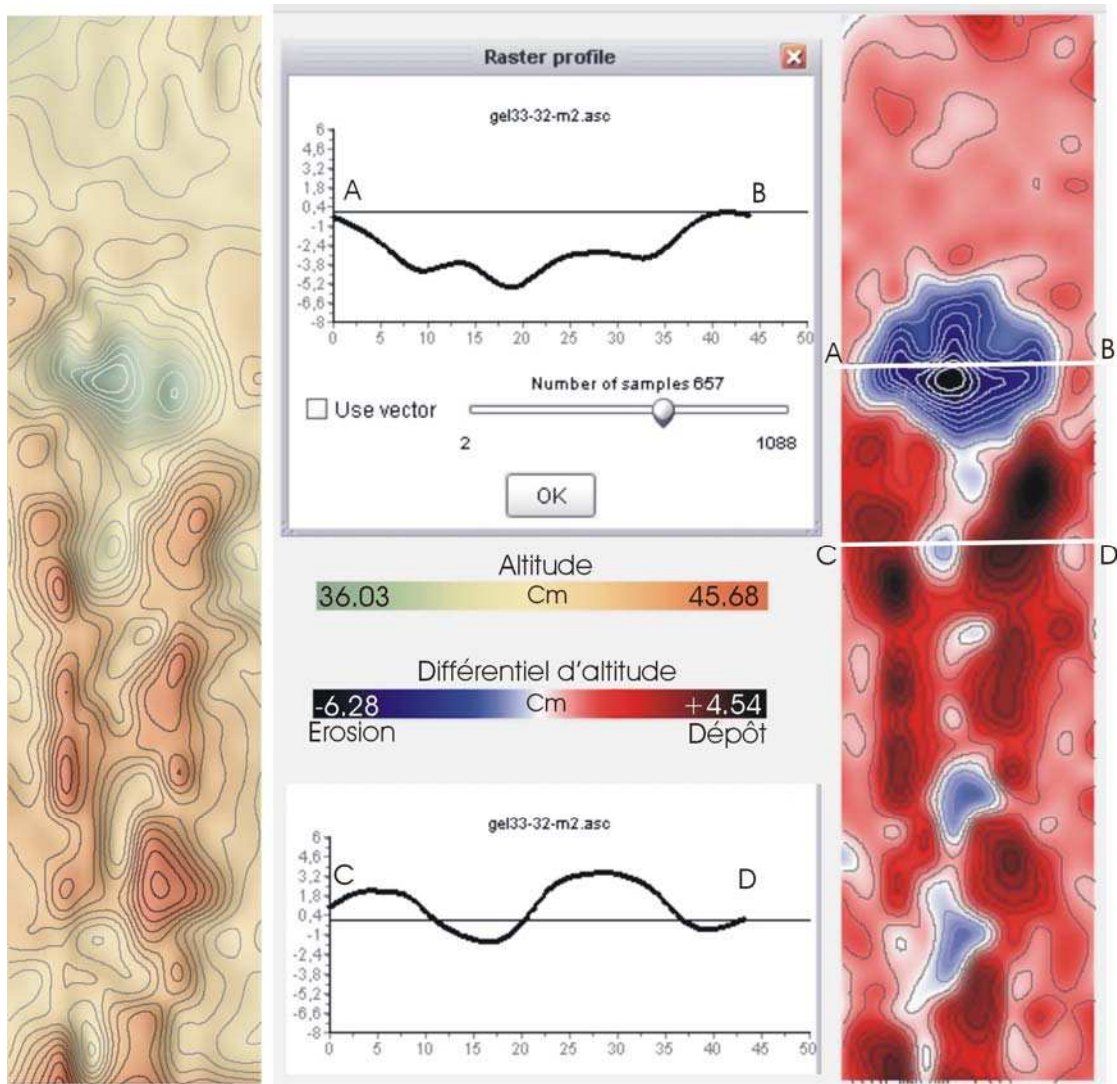 Raster profile
gel33-32-m2.asc
6
4,6
3,2
1,8
0,4
-1
-2,4
-3,8
-5,2
-6,6
-8
A
B
0 5 10 15 20 25 30 35 40 45 50
Number of samples 657
Use vector
2 1088
OK
A B
C D
Altitude
36.03 Cm 45.68
Différentiel d'altitude
-6.28 Cm +4.54
Erosion Dépôt
gel33-32-m2.asc
6
4,6
3,2
1,8
0,4
-1
-2,4
-3,8
-5,2
-6,6
-8
C
D
0 5 10 15 20 25 30 35 40 45 50